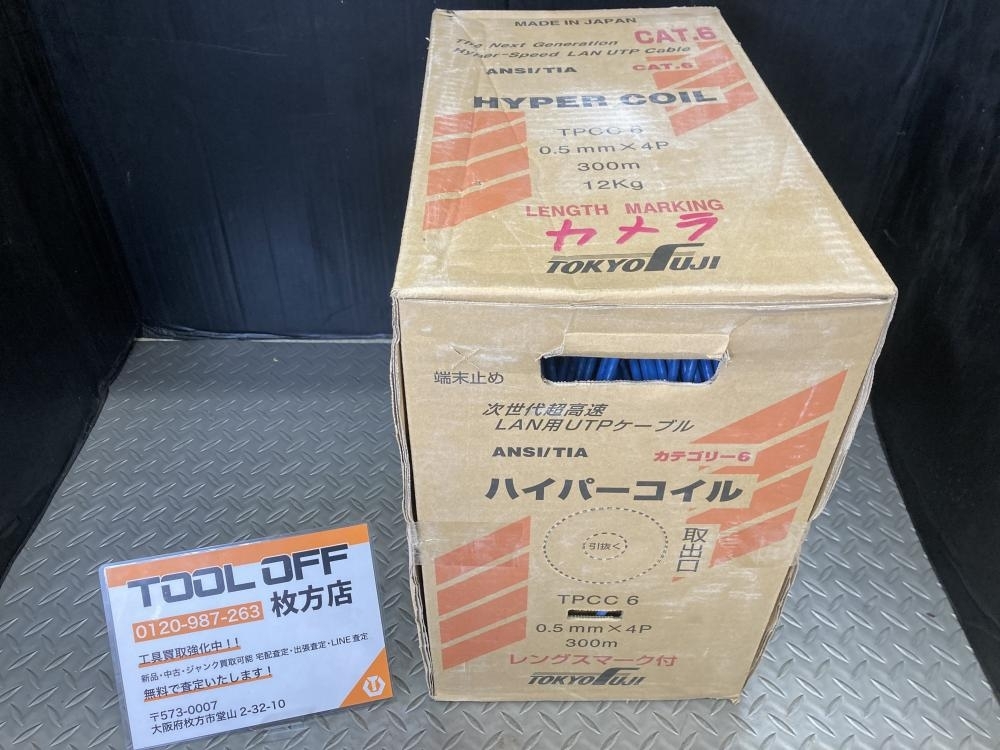 MADE IN JAPAN
CAT.6
The Next Generation
Hyper-Speed LAN UTP Cable
ANSI/TIA
CAT.6
HYPER COIL
TPCC 6
0.5mm×4P
300m
12Kg
LENGTH MARKING
カメラ
TOKYO FUJI
端末止め
次世代超高速
LAN用UTPケーブル
ANSI/TIA
カテゴリー6
ハイパーコイル
引抜く
取出口
TPCC 6
0.5mm×4P
300m
レングスマーク付
TOKYO FUJI
TOOL OFF
0120-987-263
枚方店
工具買取強化中!!
新品・中古・ジャンク買取可能 宅配査定・出張査定・LINE査定
無料で査定いたします!
〒573-0007
大阪府枚方市堂山2-32-10